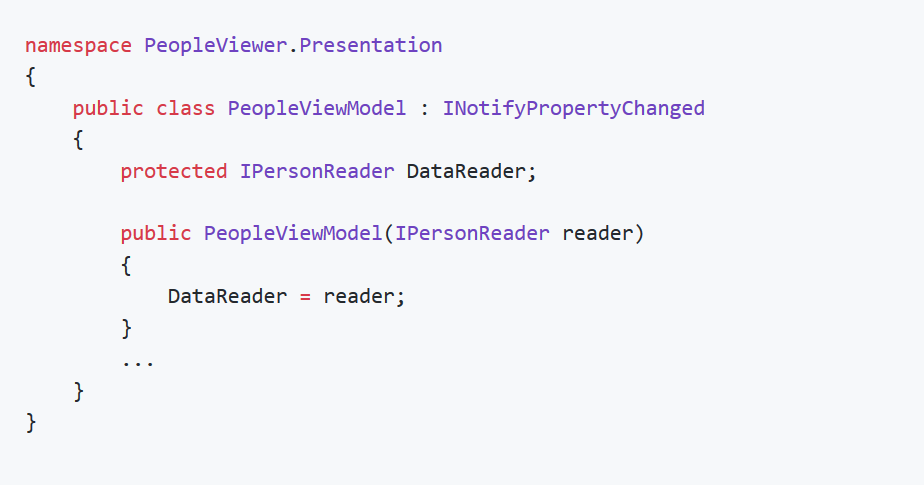 namespace PeopleViewer.Presentation
{
    public class PeopleViewModel : INotifyPropertyChanged
    {
        protected IPersonReader DataReader;

        public PeopleViewModel(IPersonReader reader)
        {
            DataReader = reader;
        }
        ...
    }
}